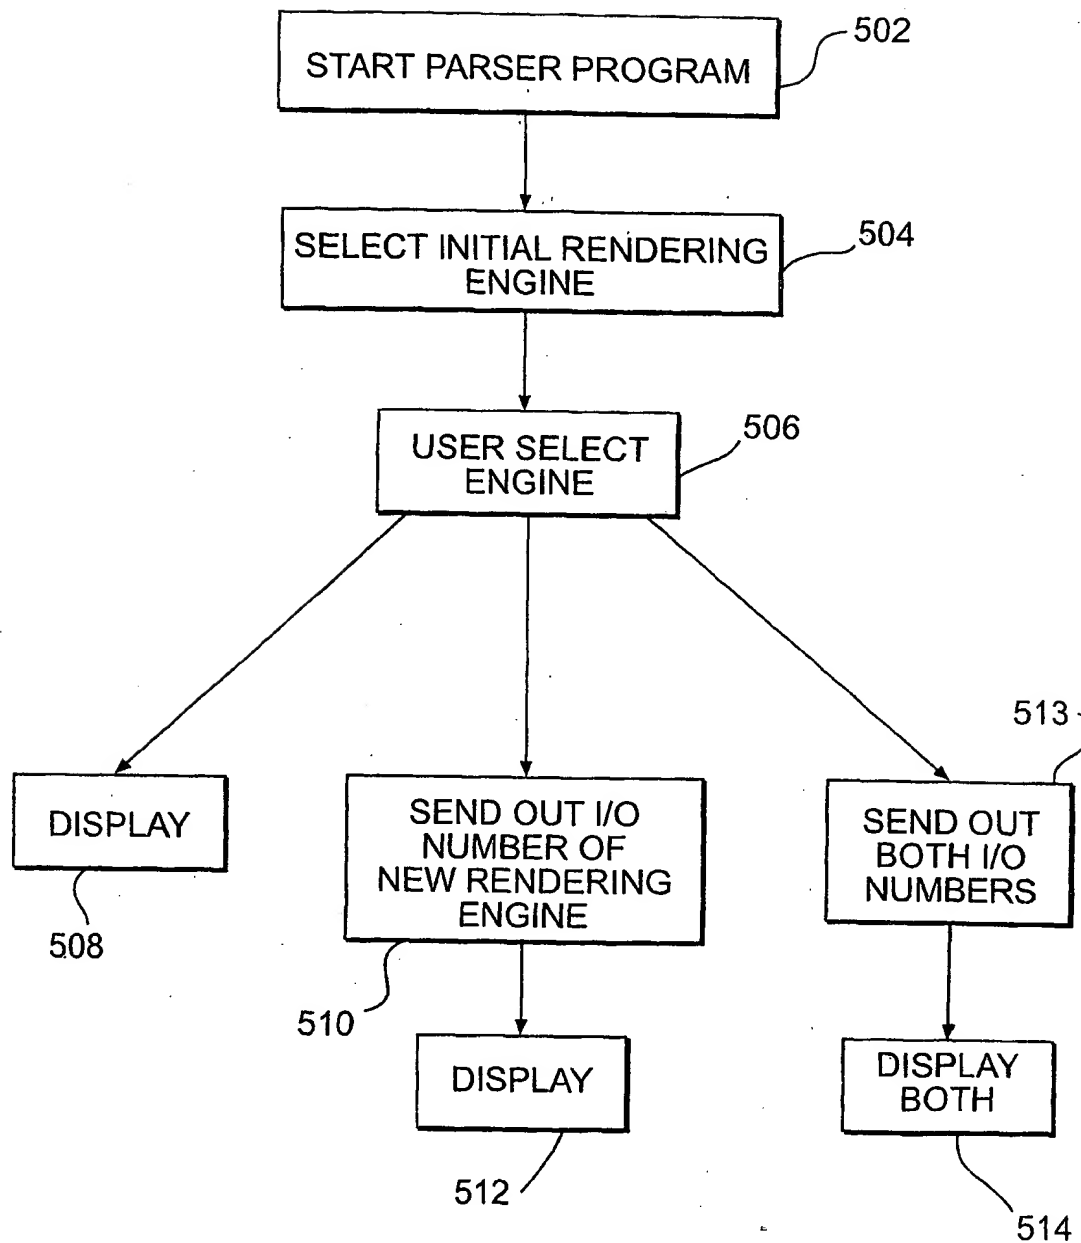 START PARSER PROGRAM
502
SELECT INITIAL RENDERING
ENGINE
504
USER SELECT
ENGINE
506
513
DISPLAY
508
SEND OUT I/O
NUMBER OF
NEW RENDERING
ENGINE
510
SEND OUT
BOTH I/O
NUMBERS
DISPLAY
512
DISPLAY
BOTH
514